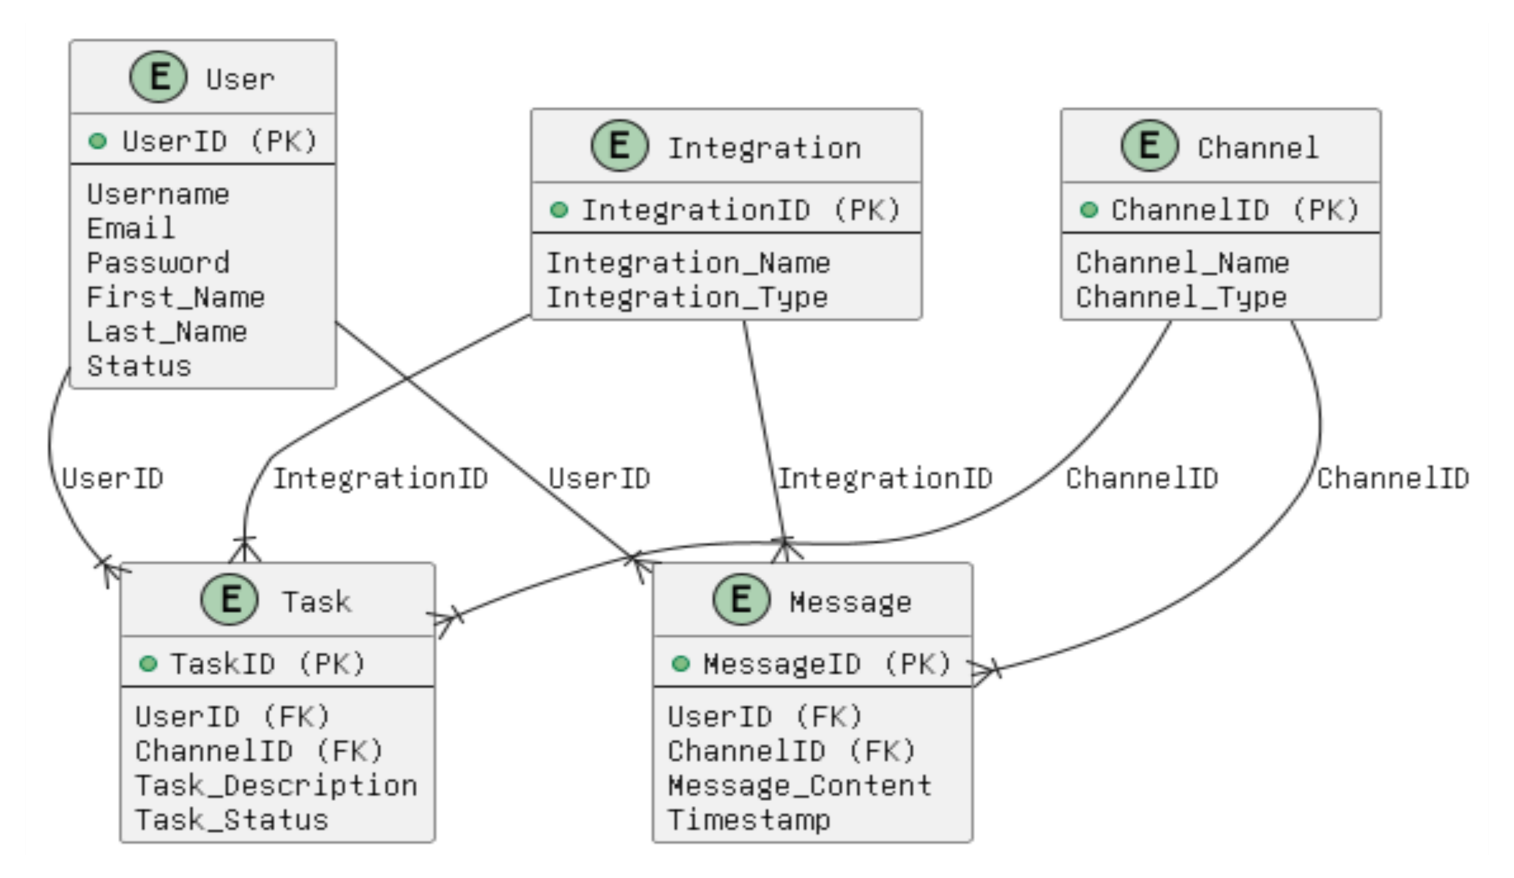 E User
UserID (PK)
Username
Email
Password
First_Name
Last_Name
Status
E Integration
IntegrationID (PK)
Integration_Name
Integration_Type
E Channel
ChannelID (PK)
Channel_Name
Channel_Type
UserID
IntegrationID
UserID
IntegrationID
ChannelID
ChannelID
E Task
TaskID (PK)
UserID (FK)
ChannelID (FK)
Task_Description
Task_Status
E Message
MessageID (PK)
UserID (FK)
ChannelID (FK)
Message_Content
Timestamp